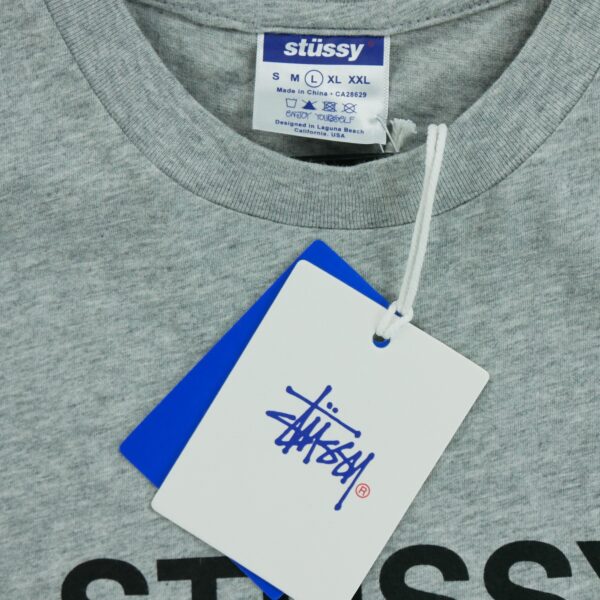 stüssy
S M L XL XXL
Made in China · CA28629
ENJOY YOURSELF
Designed in Laguna Beach
California. USA
Stüssy ®
STÜSSY